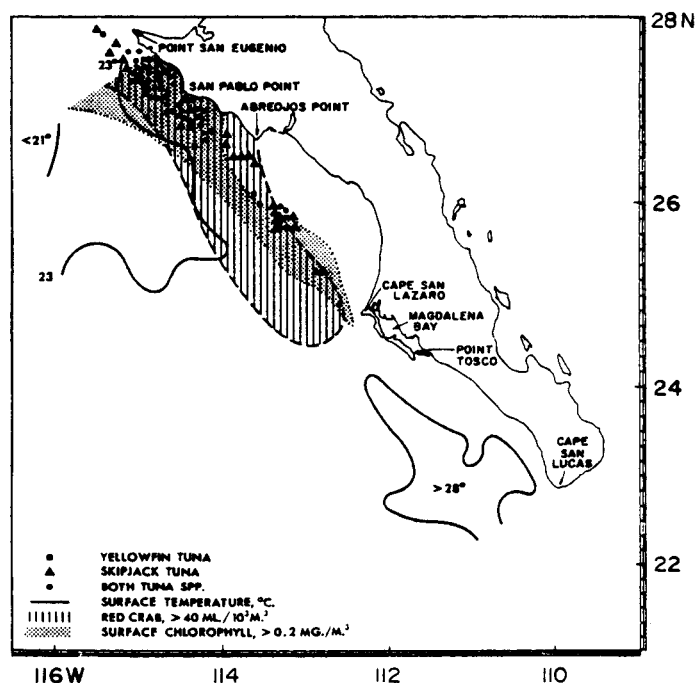 28 N
POINT SAN EUGENIO
23°
SAN PABLO POINT
ABREOJOS POINT
<21°
26
23
CAPE SAN
LAZARO
MAGDALENA
BAY
POINT
TOSCO
24
CAPE
SAN
LUCAS
>28°
22
YELLOWFIN TUNA
SKIPJACK TUNA
BOTH TUNA SPP.
SURFACE TEMPERATURE, °C.
RED CRAB, > 40 ML./10³M.³
SURFACE CHLOROPHYLL, > 0.2 MG./M.³
116 W 114 112 110